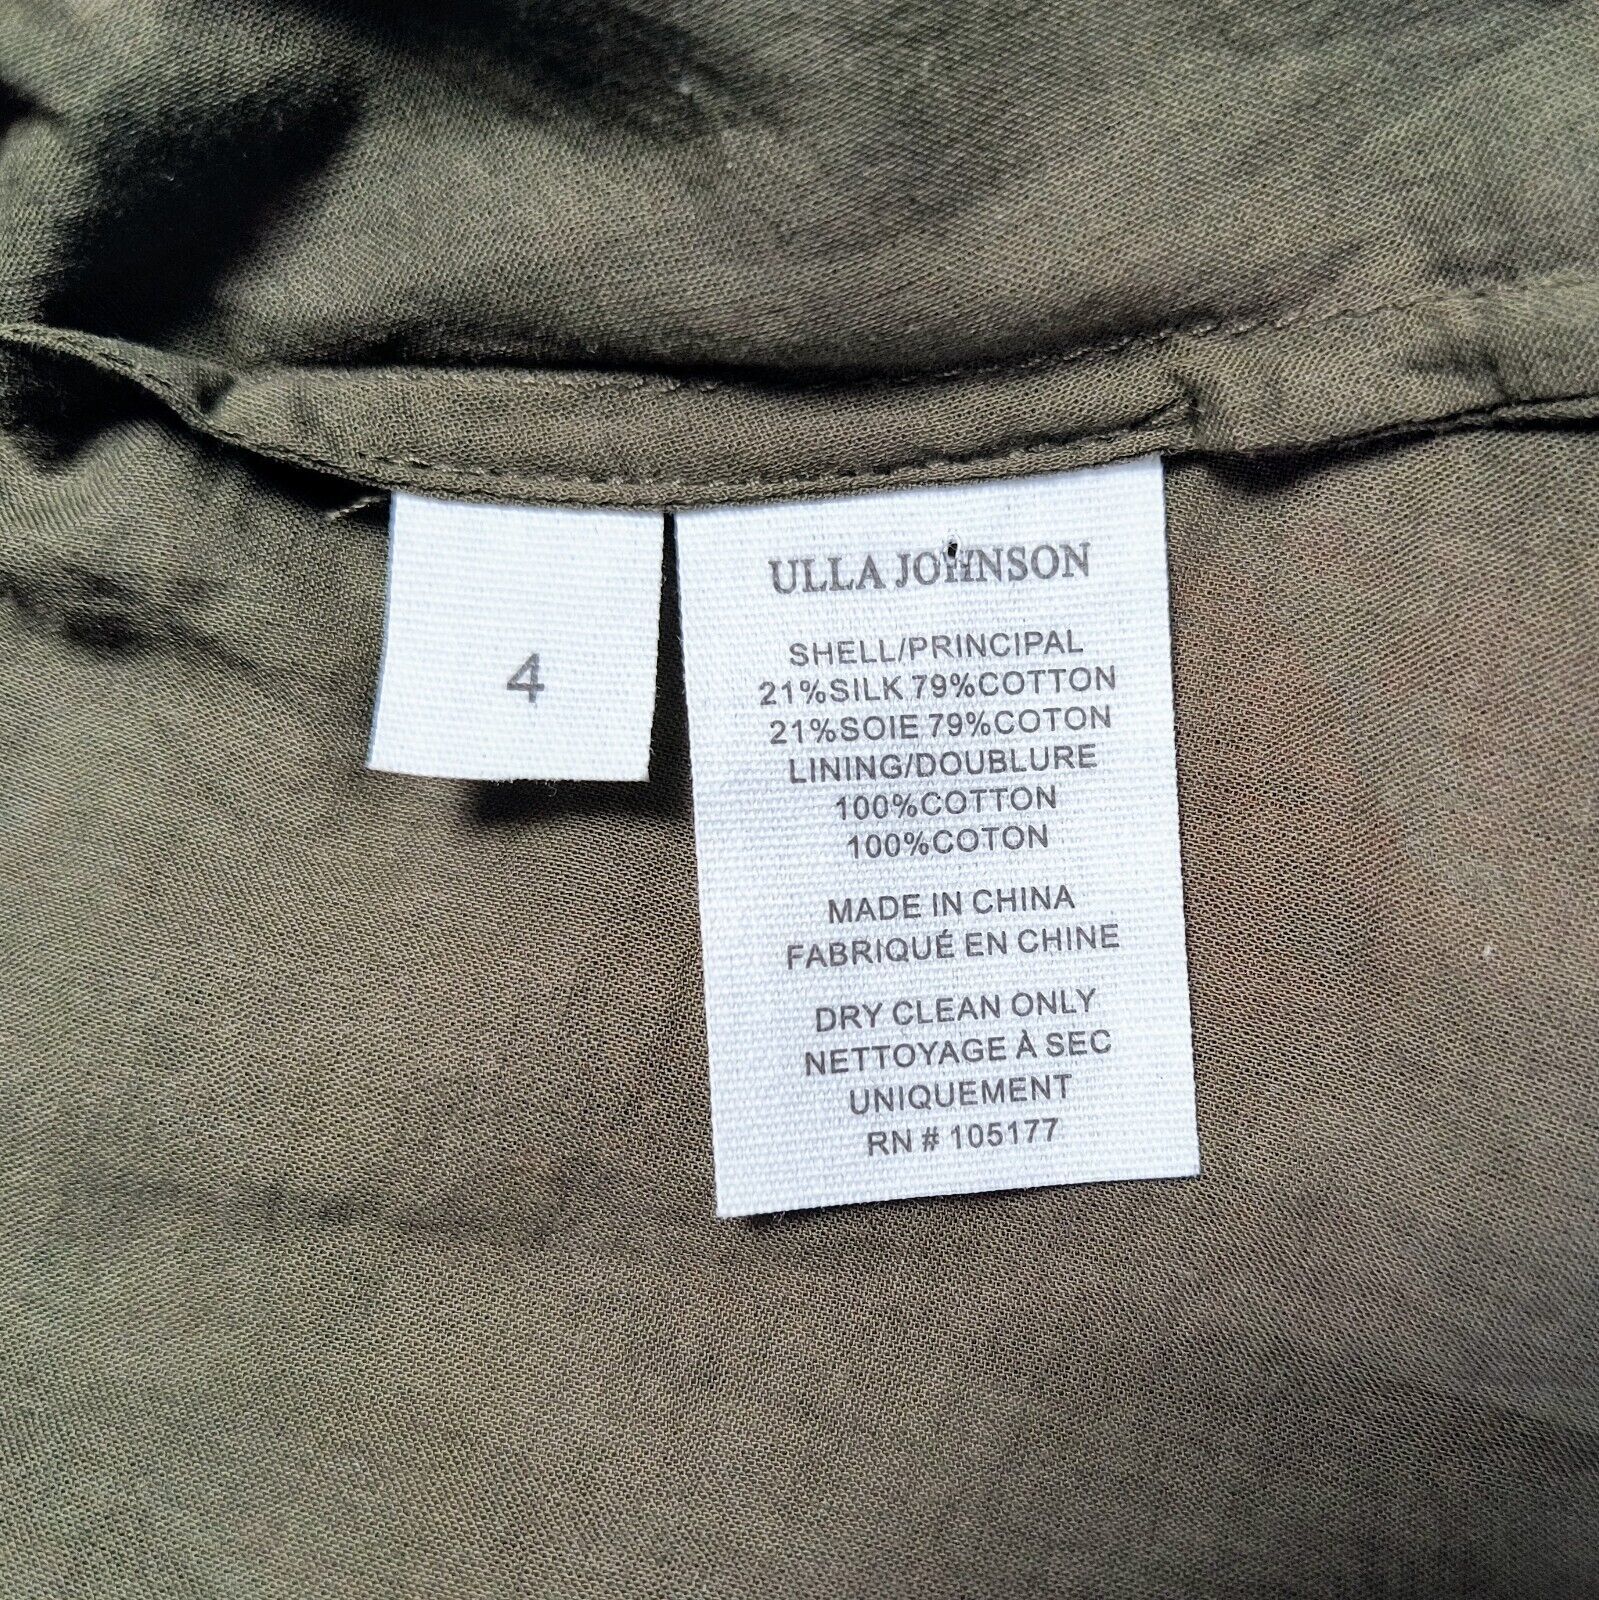 4
ULLA JOHNSON
SHELL/PRINCIPAL
21%SILK 79%COTTON
21%SOIE 79%COTON
LINING/DOUBLURE
100%COTTON
100%COTON
MADE IN CHINA
FABRIQUÉ EN CHINE
DRY CLEAN ONLY
NETTOYAGE À SEC
UNIQUEMENT
RN # 105177